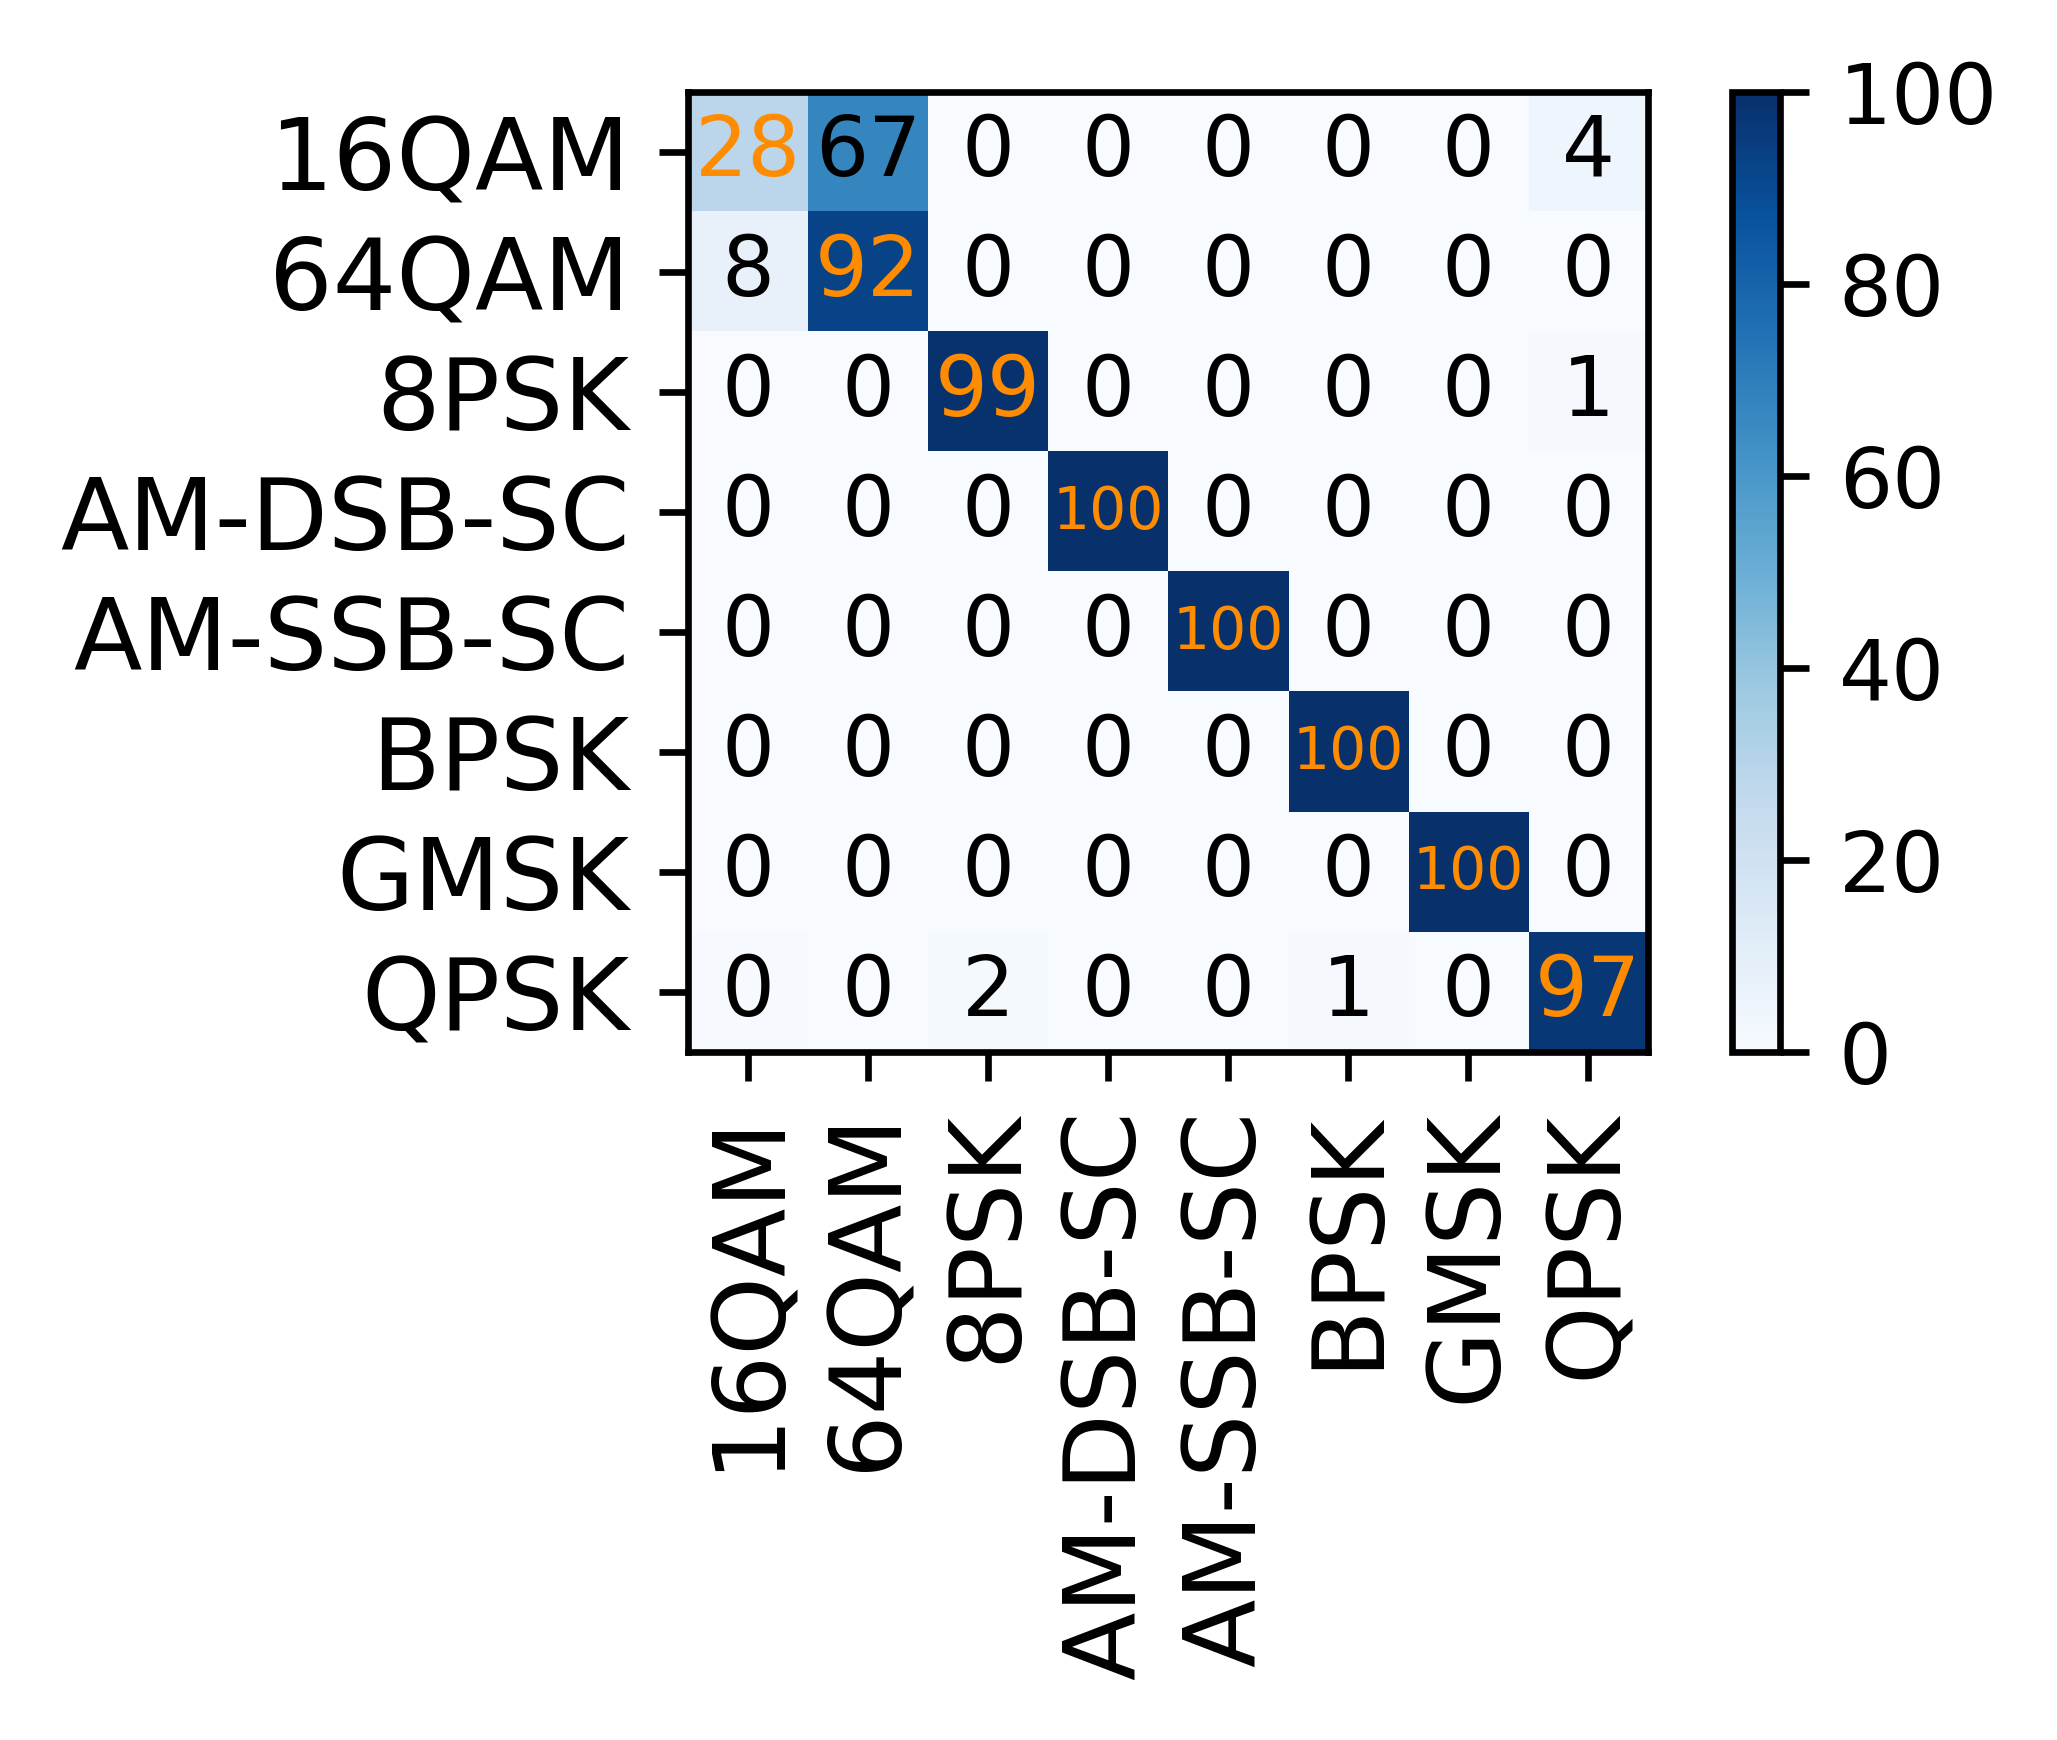 16QAM 28 67 0 0 0 0 0 4
64QAM 8 92 0 0 0 0 0 0
8PSK 0 0 99 0 0 0 0 1
AM-DSB-SC 0 0 0 100 0 0 0 0
AM-SSB-SC 0 0 0 0 100 0 0 0
BPSK 0 0 0 0 0 100 0 0
GMSK 0 0 0 0 0 0 100 0
QPSK 0 0 2 0 0 1 0 97
16QAM
64QAM
8PSK
AM-DSB-SC
AM-SSB-SC
BPSK
GMSK
QPSK
100
80
60
40
20
0